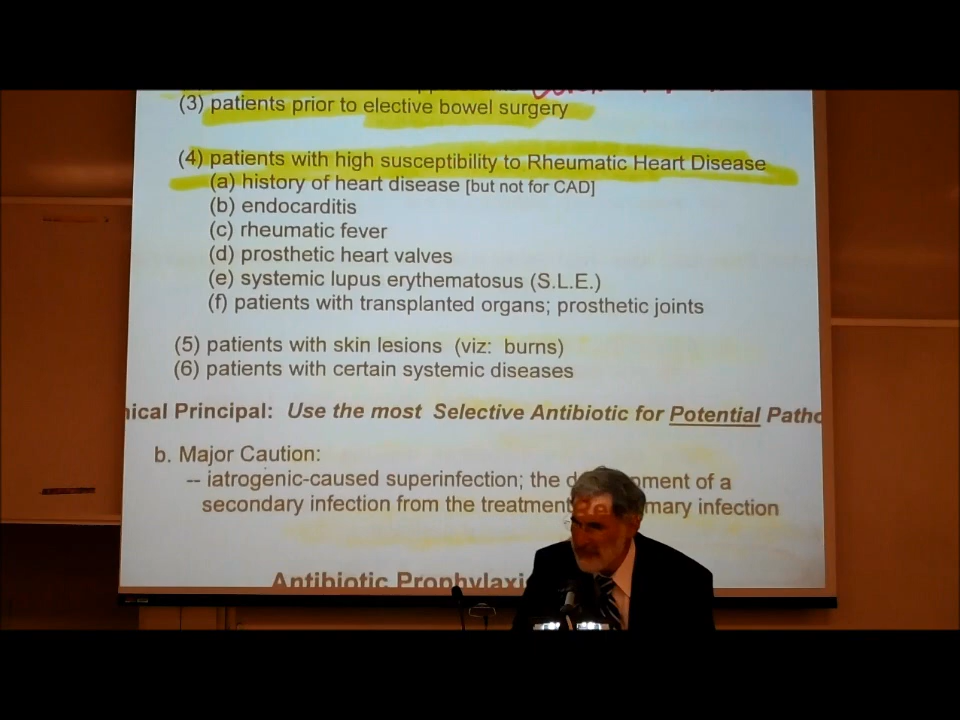 (3) patients prior to elective bowel surgery
(4) patients with high susceptibility to Rheumatic Heart Disease
(a) history of heart disease [but not for CAD]
(b) endocarditis
(c) rheumatic fever
(d) prosthetic heart valves
(e) systemic lupus erythematosus (S.L.E.)
(f) patients with transplanted organs; prosthetic joints
(5) patients with skin lesions (viz: burns)
(6) patients with certain systemic diseases
ical Principal: Use the most Selective Antibiotic for Potential Patho
b. Major Caution:
-- iatrogenic-caused superinfection; the d pment of a
secondary infection from the treatment mary infection
Antibiotic Prophylaxi